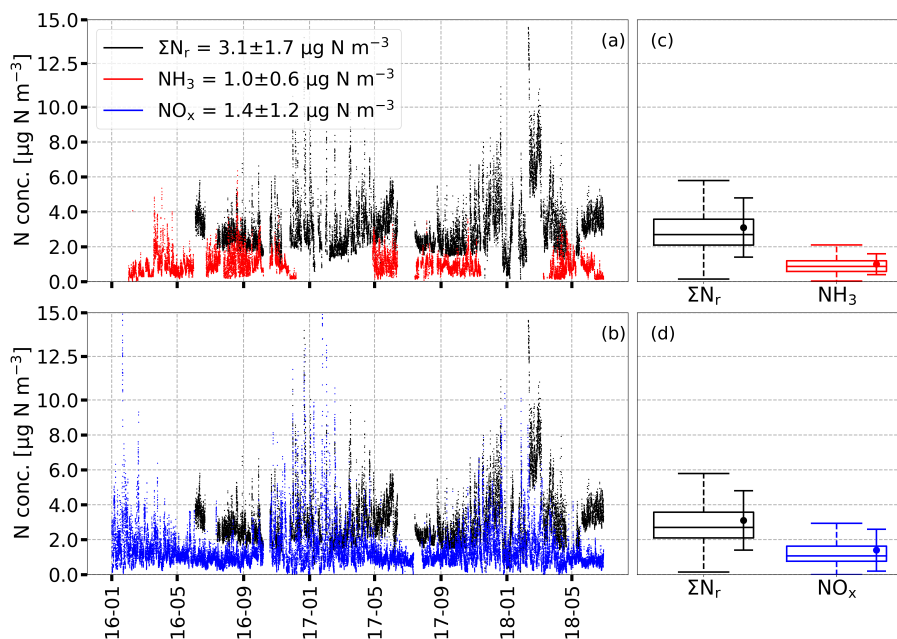 15.0
12.5
10.0
8.0
6.0
4.0
2.0
0.0
N conc. [µg N m⁻³]
ΣNᵣ = 3.1±1.7 µg N m⁻³
NH₃ = 1.0±0.6 µg N m⁻³
NOₓ = 1.4±1.2 µg N m⁻³
(a)
(c)
ΣNᵣ
NH₃
15.0
12.5
10.0
8.0
6.0
4.0
2.0
0.0
N conc. [µg N m⁻³]
(b)
(d)
16-01
16-05
16-09
17-01
17-05
17-09
18-01
18-05
ΣNᵣ
NOₓ